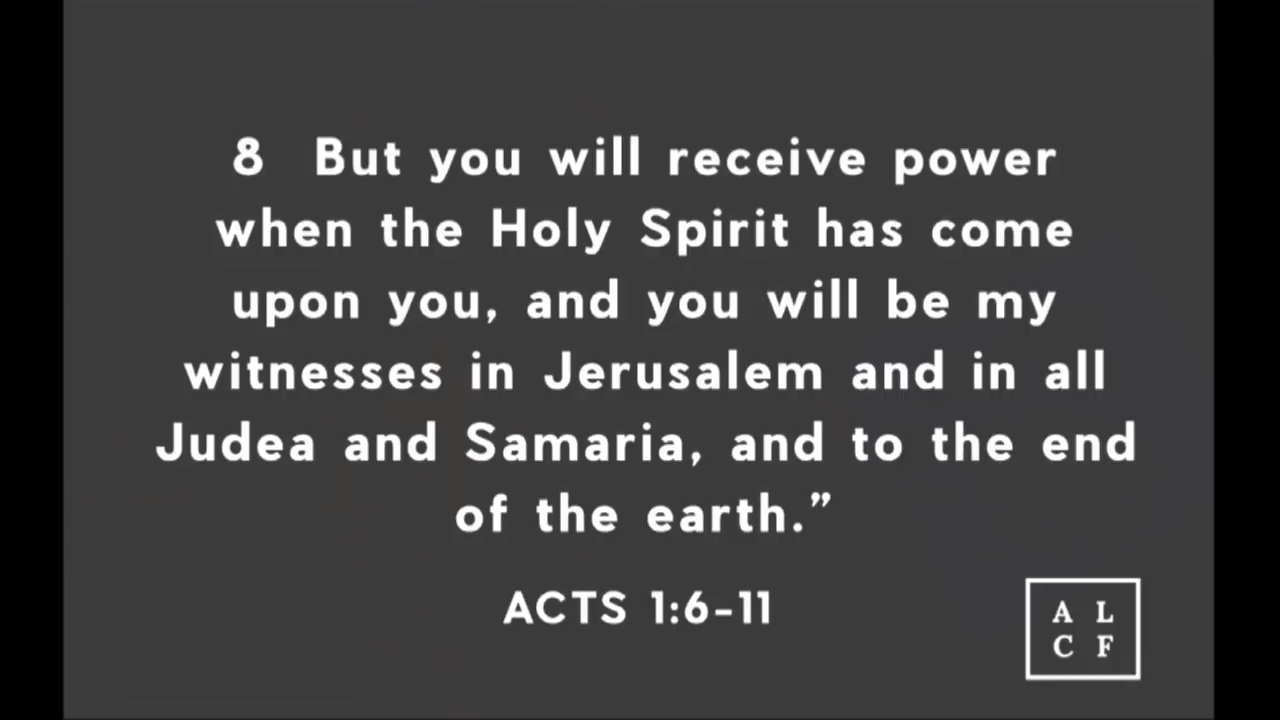 8 But you will receive power
when the Holy Spirit has come
upon you, and you will be my
witnesses in Jerusalem and in all
Judea and Samaria, and to the end
of the earth.”
ACTS 1:6-11
A L
C F